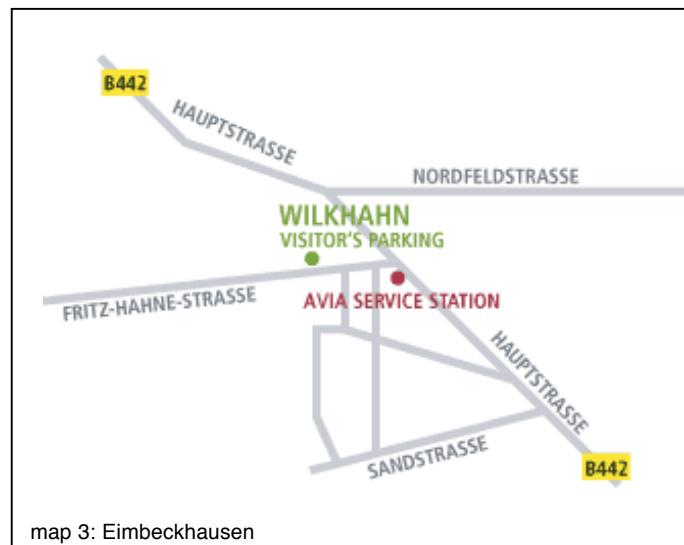 B442
HAUPTSTRASSE
NORDFELDSTRASSE
WILKHAHN
VISITOR'S PARKING
FRITZ-HAHNE-STRASSE
AVIA SERVICE STATION
HAUPTSTRASSE
SANDSTRASSE
B442
map 3: Eimbeckhausen